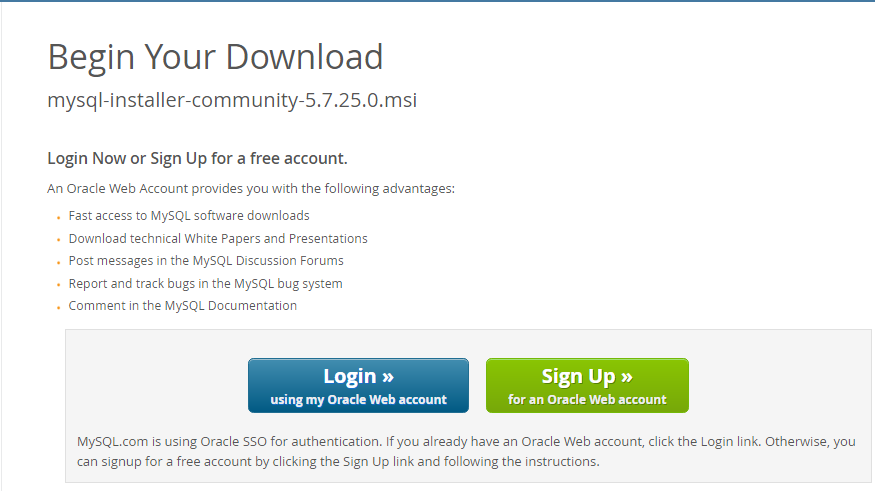 Begin Your Download
mysql-installer-community-5.7.25.0.msi
Login Now or Sign Up for a free account.
An Oracle Web Account provides you with the following advantages:
Fast access to MySQL software downloads
Download technical White Papers and Presentations
Post messages in the MySQL Discussion Forums
Report and track bugs in the MySQL bug system
Comment in the MySQL Documentation
Login »
using my Oracle Web account
Sign Up »
for an Oracle Web account
MySQL.com is using Oracle SSO for authentication. If you already have an Oracle Web account, click the Login link. Otherwise, you
can signup for a free account by clicking the Sign Up link and following the instructions.